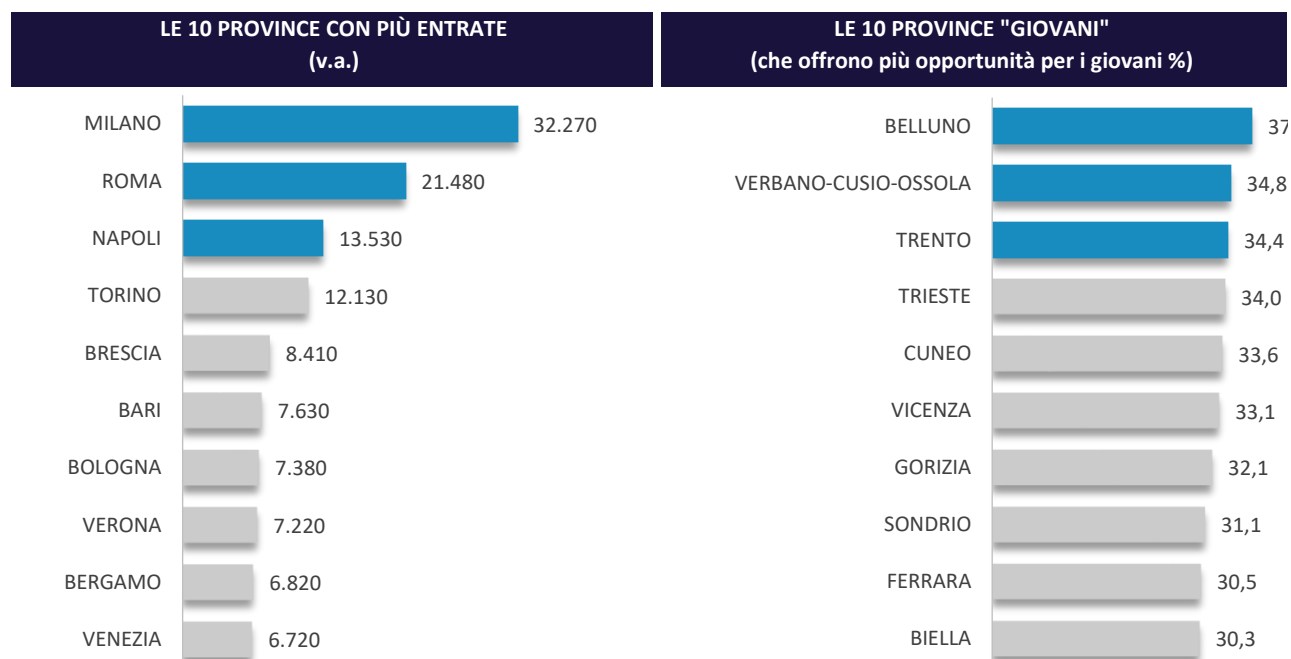 LE 10 PROVINCE CON PIÙ ENTRATE
(v.a.)
MILANO 32.270
ROMA 21.480
NAPOLI 13.530
TORINO 12.130
BRESCIA 8.410
BARI 7.630
BOLOGNA 7.380
VERONA 7.220
BERGAMO 6.820
VENEZIA 6.720
LE 10 PROVINCE "GIOVANI"
(che offrono più opportunità per i giovani %)
BELLUNO
VERBANO-CUSIO-OSSOLA 34,8
TRENTO 34,4
TRIESTE 34,0
CUNEO 33,6
VICENZA 33,1
GORIZIA 32,1
SONDRIO 31,1
FERRARA 30,5
BIELLA 30,3